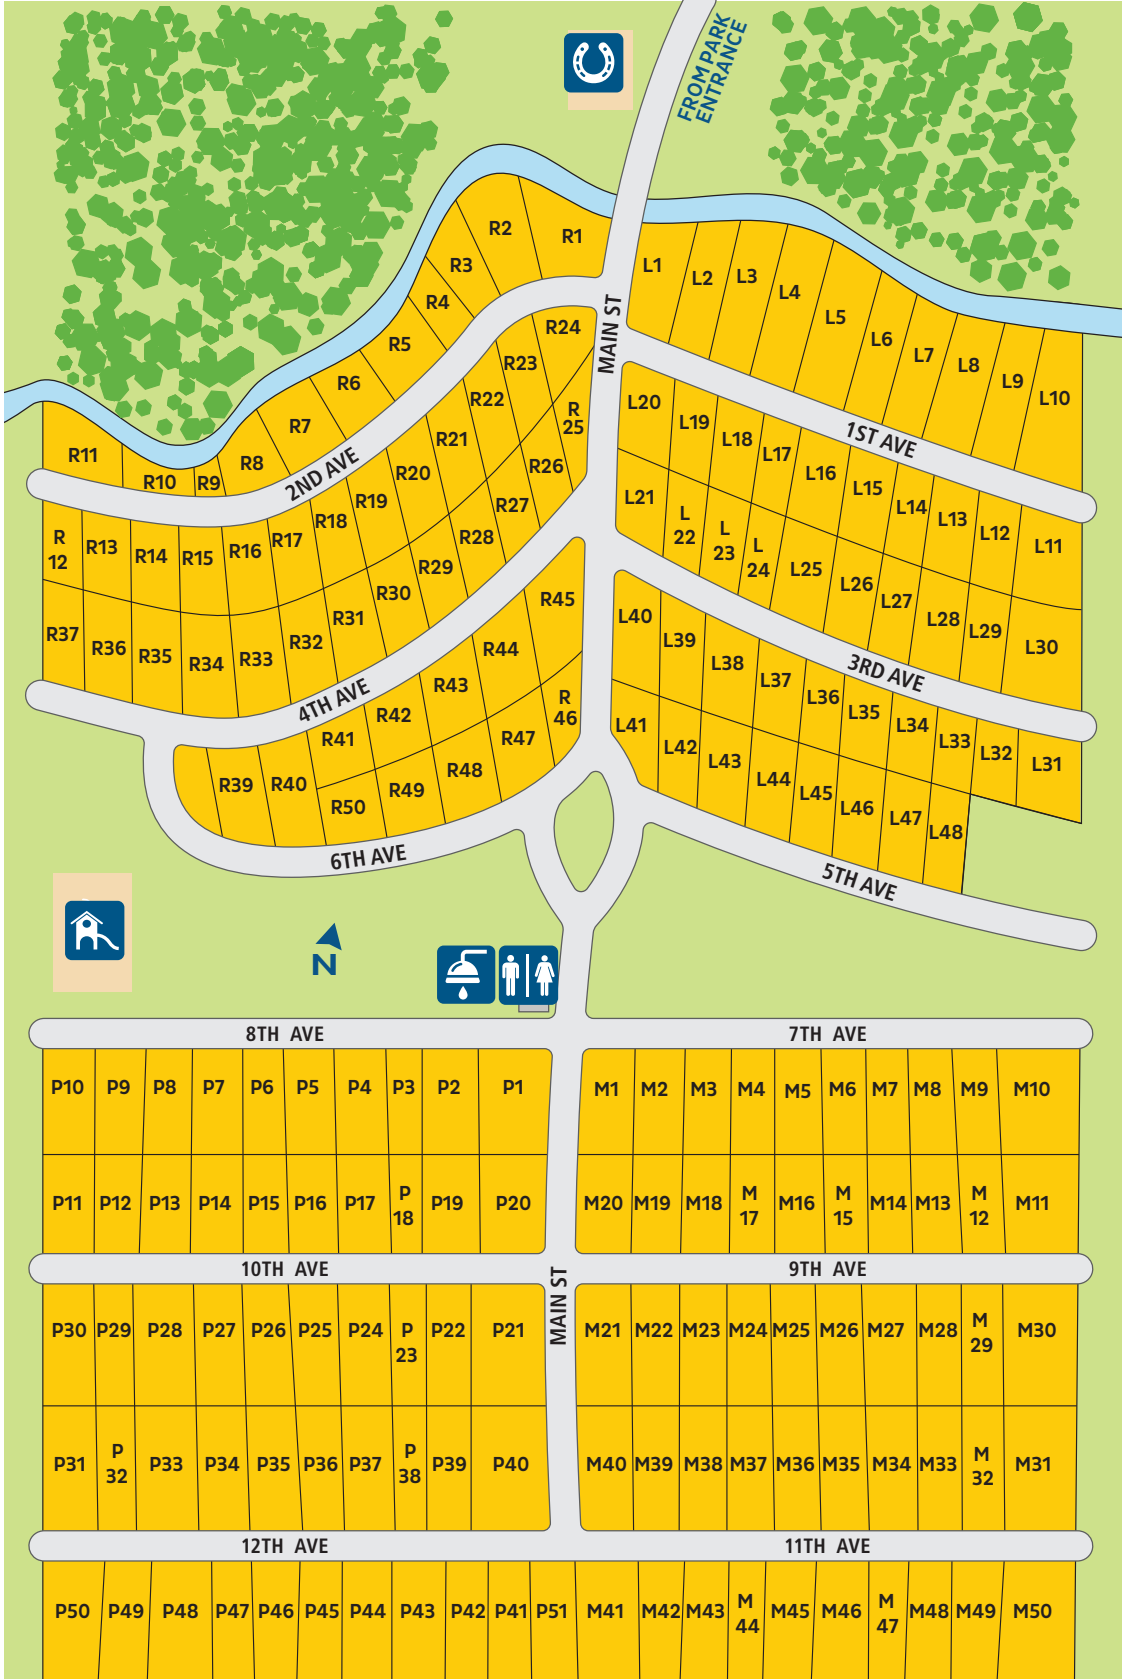 FROM PARK
ENTRANCE
R2
R1
R3
R4
R5
R6
R7
R8
R9
R10
R11
L1
L2
L3
L4
L5
L6
L7
L8
L9
L10
MAIN ST
2ND AVE
1ST AVE
R24
R23
R22
R21
R20
R19
R18
R17
R16
R15
R14
R13
R
12
R
25
R26
R27
R28
R29
R30
R31
R32
R33
R34
R35
R36
R37
L20
L19
L18
L17
L16
L15
L14
L13
L12
L11
L21
L
22
L
23
L
24
L25
L26
L27
L28
L29
L30
4TH AVE
3RD AVE
R45
R44
R43
R42
R41
R40
R39
R
46
R47
R48
R49
R50
L40
L39
L38
L37
L36
L35
L34
L33
L32
L31
L41
L42
L43
L44
L45
L46
L47
L48
6TH AVE
5TH AVE
N
8TH AVE
7TH AVE
P10
P9
P8
P7
P6
P5
P4
P3
P2
P1
M1
M2
M3
M4
M5
M6
M7
M8
M9
M10
P11
P12
P13
P14
P15
P16
P17
P
18
P19
P20
M20
M19
M18
M
17
M16
M
15
M14
M13
M
12
M11
10TH AVE
9TH AVE
MAIN ST
P30
P29
P28
P27
P26
P25
P24
P
23
P22
P21
M21
M22
M23
M24
M25
M26
M27
M28
M
29
M30
P31
P
32
P33
P34
P35
P36
P37
P
38
P39
P40
M40
M39
M38
M37
M36
M35
M34
M33
M
32
M31
12TH AVE
11TH AVE
P50
P49
P48
P47
P46
P45
P44
P43
P42
P41
P51
M41
M42
M43
M
44
M45
M46
M
47
M48
M49
M50